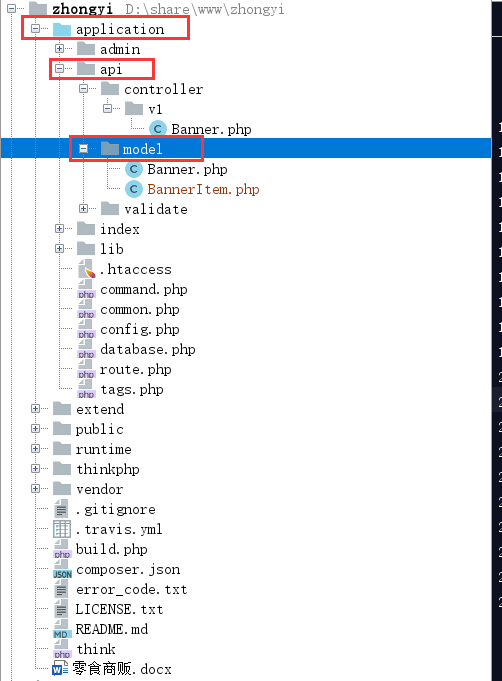 zhongyi D:\share\www\zhongyi
application
admin
api
controller
v1
Banner.php
model
Banner.php
BannerItem.php
validate
index
lib
.htaccess
command.php
common.php
config.php
database.php
route.php
tags.php
extend
public
runtime
thinkphp
vendor
.gitignore
.travis.yml
build.php
composer.json
error_code.txt
LICENSE.txt
README.md
think
零食商贩.docx